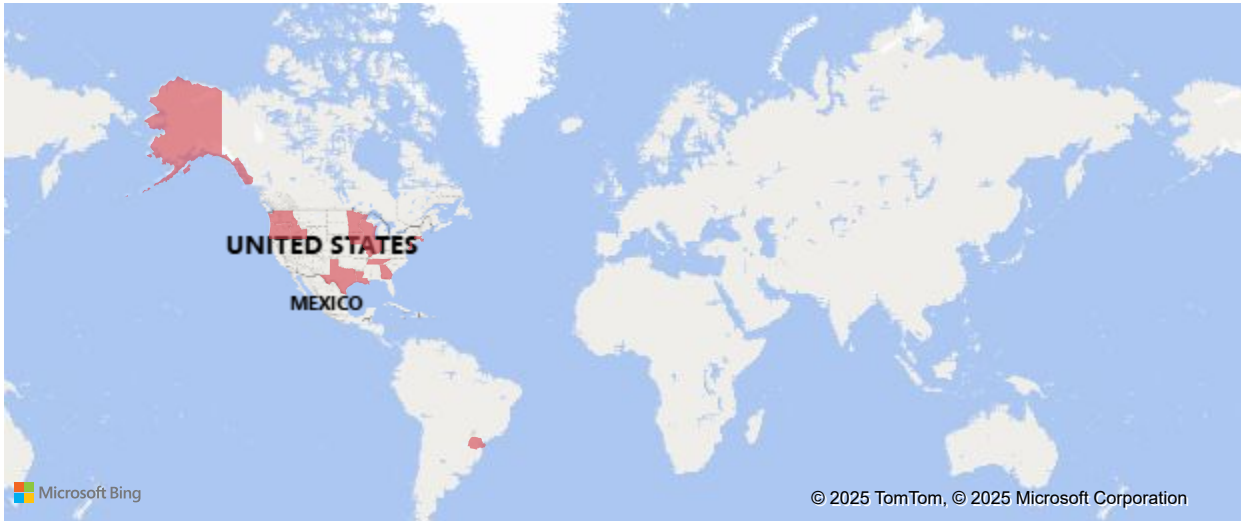 UNITED STATES
MEXICO
Microsoft Bing
© 2025 TomTom, © 2025 Microsoft Corporation